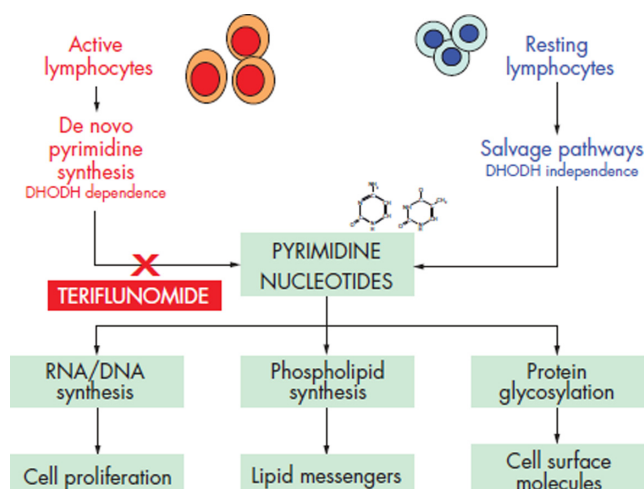 Active
lymphocytes
De novo
pyrimidine
synthesis
DHODH dependence
Resting
lymphocytes
Salvage pathways
DHODH independence
TERIFLUNOMIDE
PYRIMIDINE
NUCLEOTIDES
RNA/DNA
synthesis
Phospholipid
synthesis
Protein
glycosylation
Cell proliferation
Lipid messengers
Cell surface
molecules